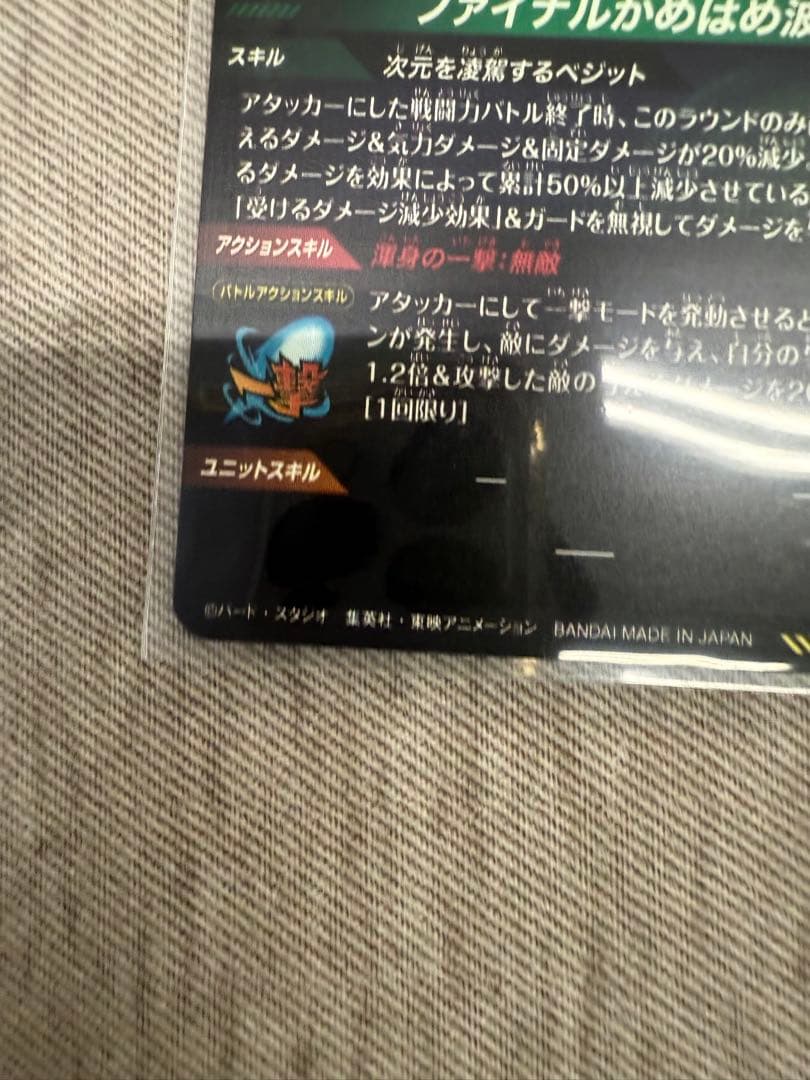 ファイナルかめはめ波
スキル
次元を凌駕するベジット
アタッカーにした戦闘力バトル終了時、このラウンドのみ
えるダメージ&気力ダメージ&固定ダメージが20%減少
るダメージを効果によって累計50%以上減少させている
「受けるダメージ減少効果」&ガードを無視してダメージを
アクションスキル
渾身の一撃:無敵
バトルアクションスキル
アタッカーにして一撃モードを発動させると
ンが発生し、敵にダメージを与え、自分の
1.2倍&攻撃した敵の
一撃
[1回限り]
ユニットスキル
—
—
©バード・スタジオ 集英社・東映アニメーション BANDAI MADE IN JAPAN